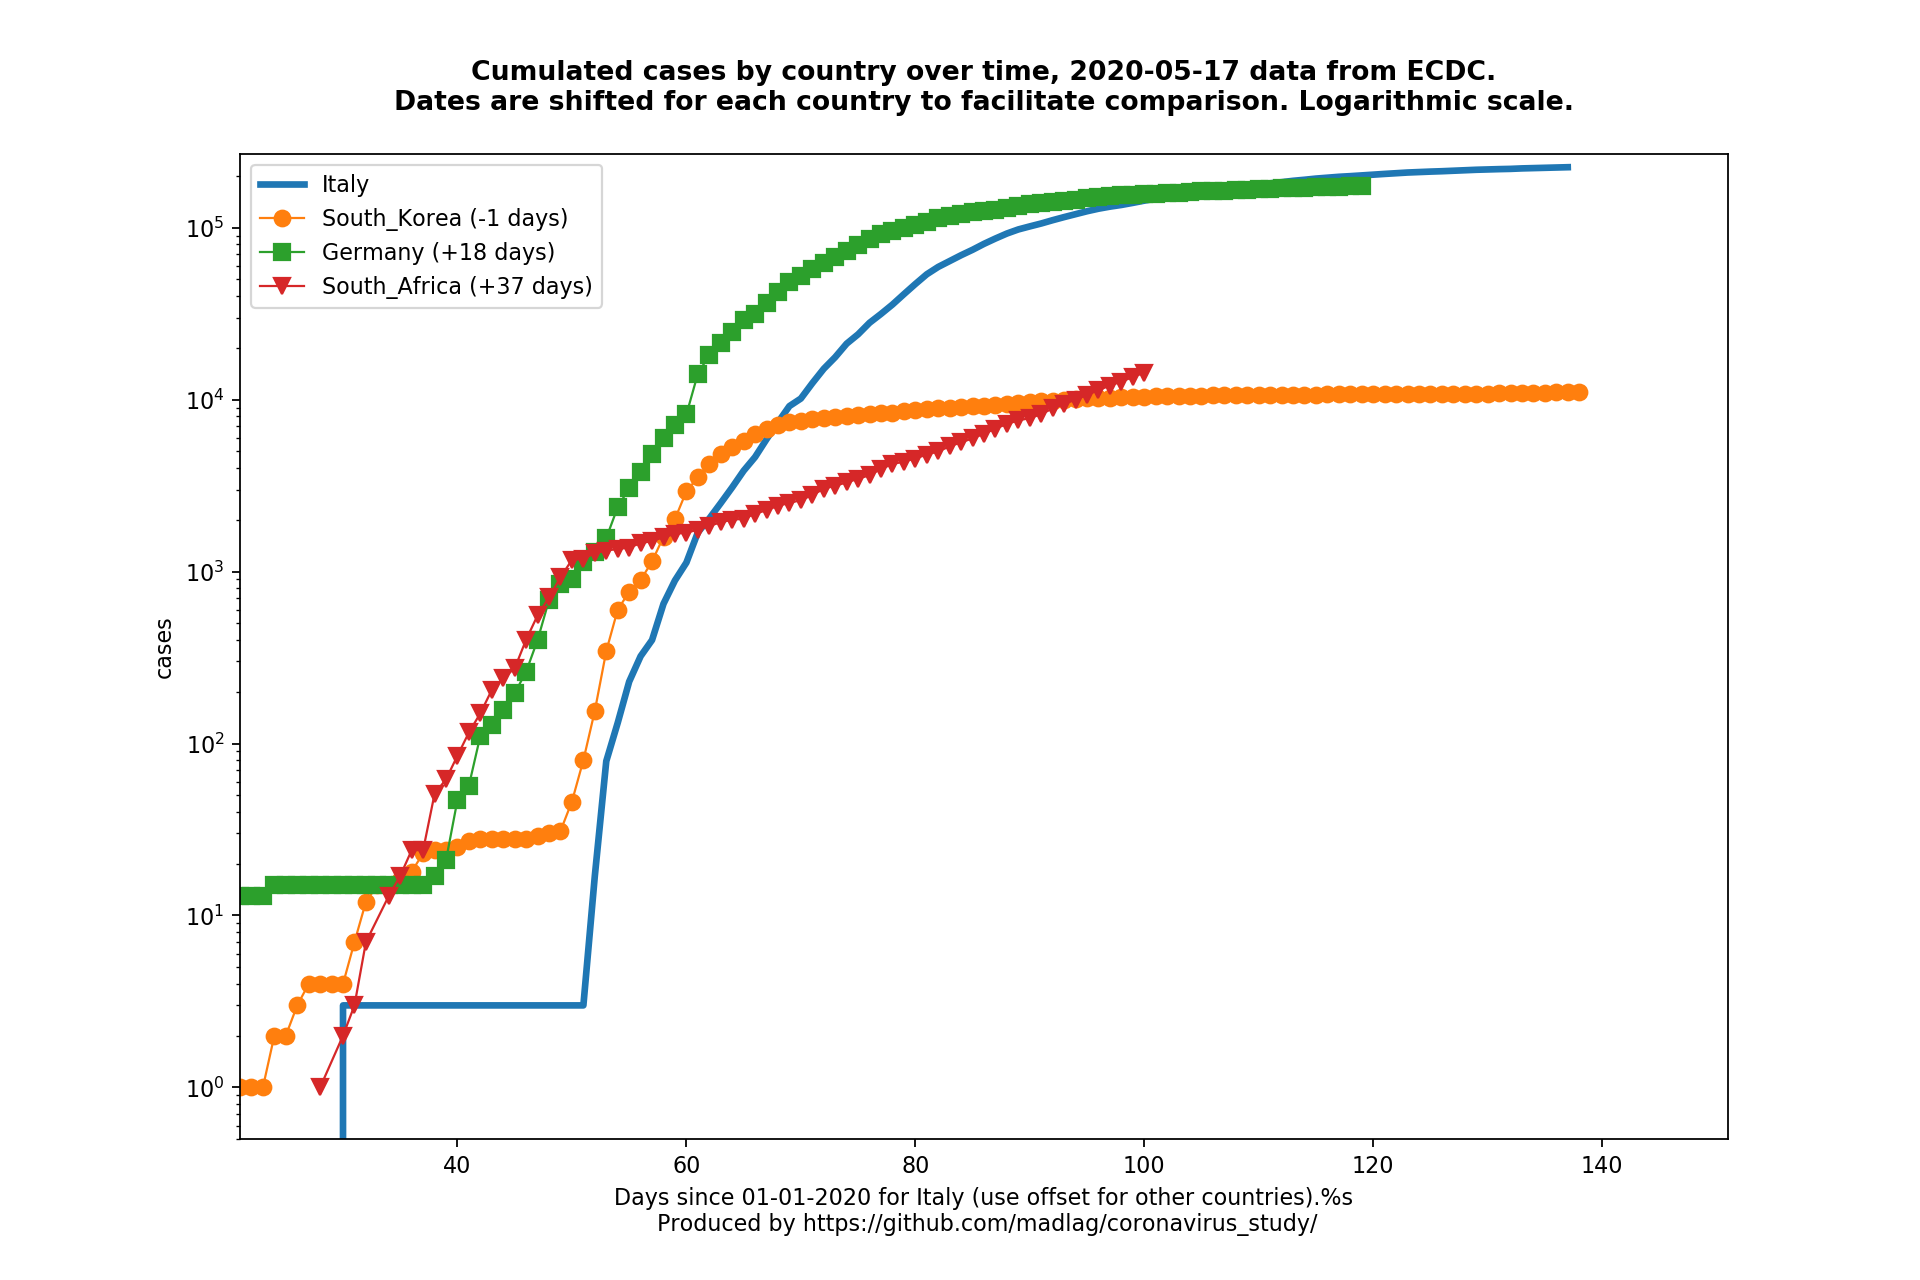 Cumulated cases by country over time, 2020-05-17 data from ECDC.
Dates are shifted for each country to facilitate comparison. Logarithmic scale.
Italy
South_Korea (-1 days)
Germany (+18 days)
South_Africa (+37 days)
10^5
10^4
10^3
10^2
10^1
10^0
cases
40 60 80 100 120 140
Days since 01-01-2020 for Italy (use offset for other countries).%s
Produced by https://github.com/madlag/coronavirus_study/